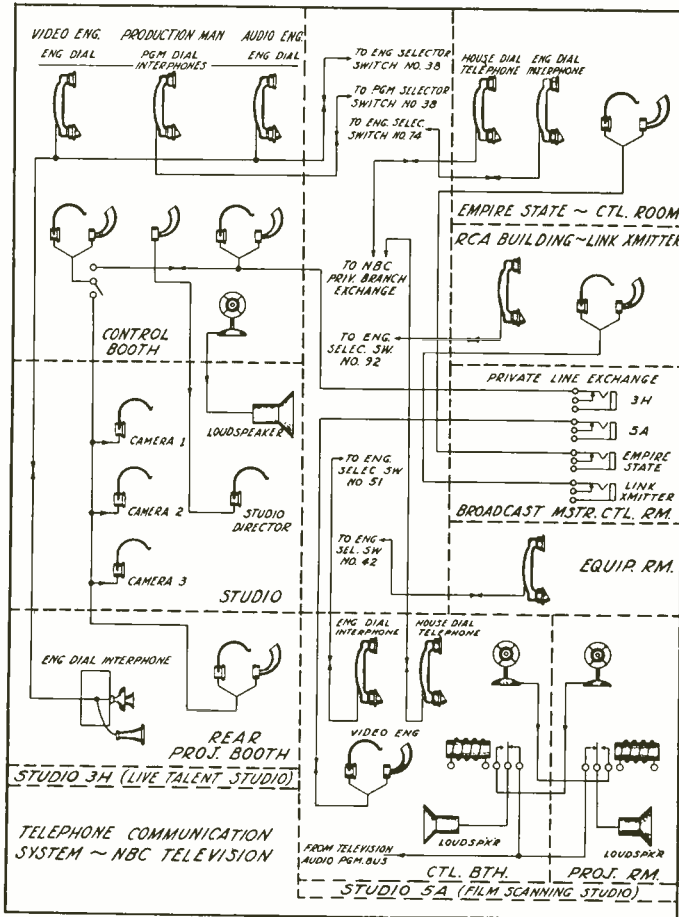 VIDEO ENG.
ENG DIAL
PRODUCTION MAN
PGM DIAL
INTERPHONES
AUDIO ENG.
ENG DIAL
TO ENG SELECTOR
SWITCH NO. 38
TO PGM SELECTOR
SWITCH NO 38
TO ENG. SELEC.
SWITCH NO. 74
HOUSE DIAL
TELEPHONE
ENG DIAL
INTERPHONE
EMPIRE STATE ~ CTL. ROOM
RCA BUILDING ~ LINK XMITTER
TO NBC
PRIV. BRANCH
EXCHANGE
TO ENG.
SELEC. SW.
NO. 92
CONTROL
BOOTH
LOUDSPEAKER
CAMERA 1
CAMERA 2
CAMERA 3
STUDIO
DIRECTOR
STUDIO
PRIVATE LINE EXCHANGE
3H
5A
EMPIRE
STATE
LINK
XMITTER
BROADCAST MSTR. CTL. RM.
TO ENG
SELEC SW
NO 51
TO ENG
SEL. SW
NO. 42
EQUIP. RM.
ENG DIAL INTERPHONE
REAR
PROJ. BOOTH
STUDIO 3H (LIVE TALENT STUDIO)
ENG DIAL
INTERPHONE
HOUSE DIAL
TELEPHONE
VIDEO ENG
LOUDSPKR
LOUDSPKR
FROM TELEVISION
AUDIO PGM. BUS
CTL. BTH.
PROJ. RM.
STUDIO 5A (FILM SCANNING STUDIO)
TELEPHONE COMMUNICATION
SYSTEM ~ NBC TELEVISION